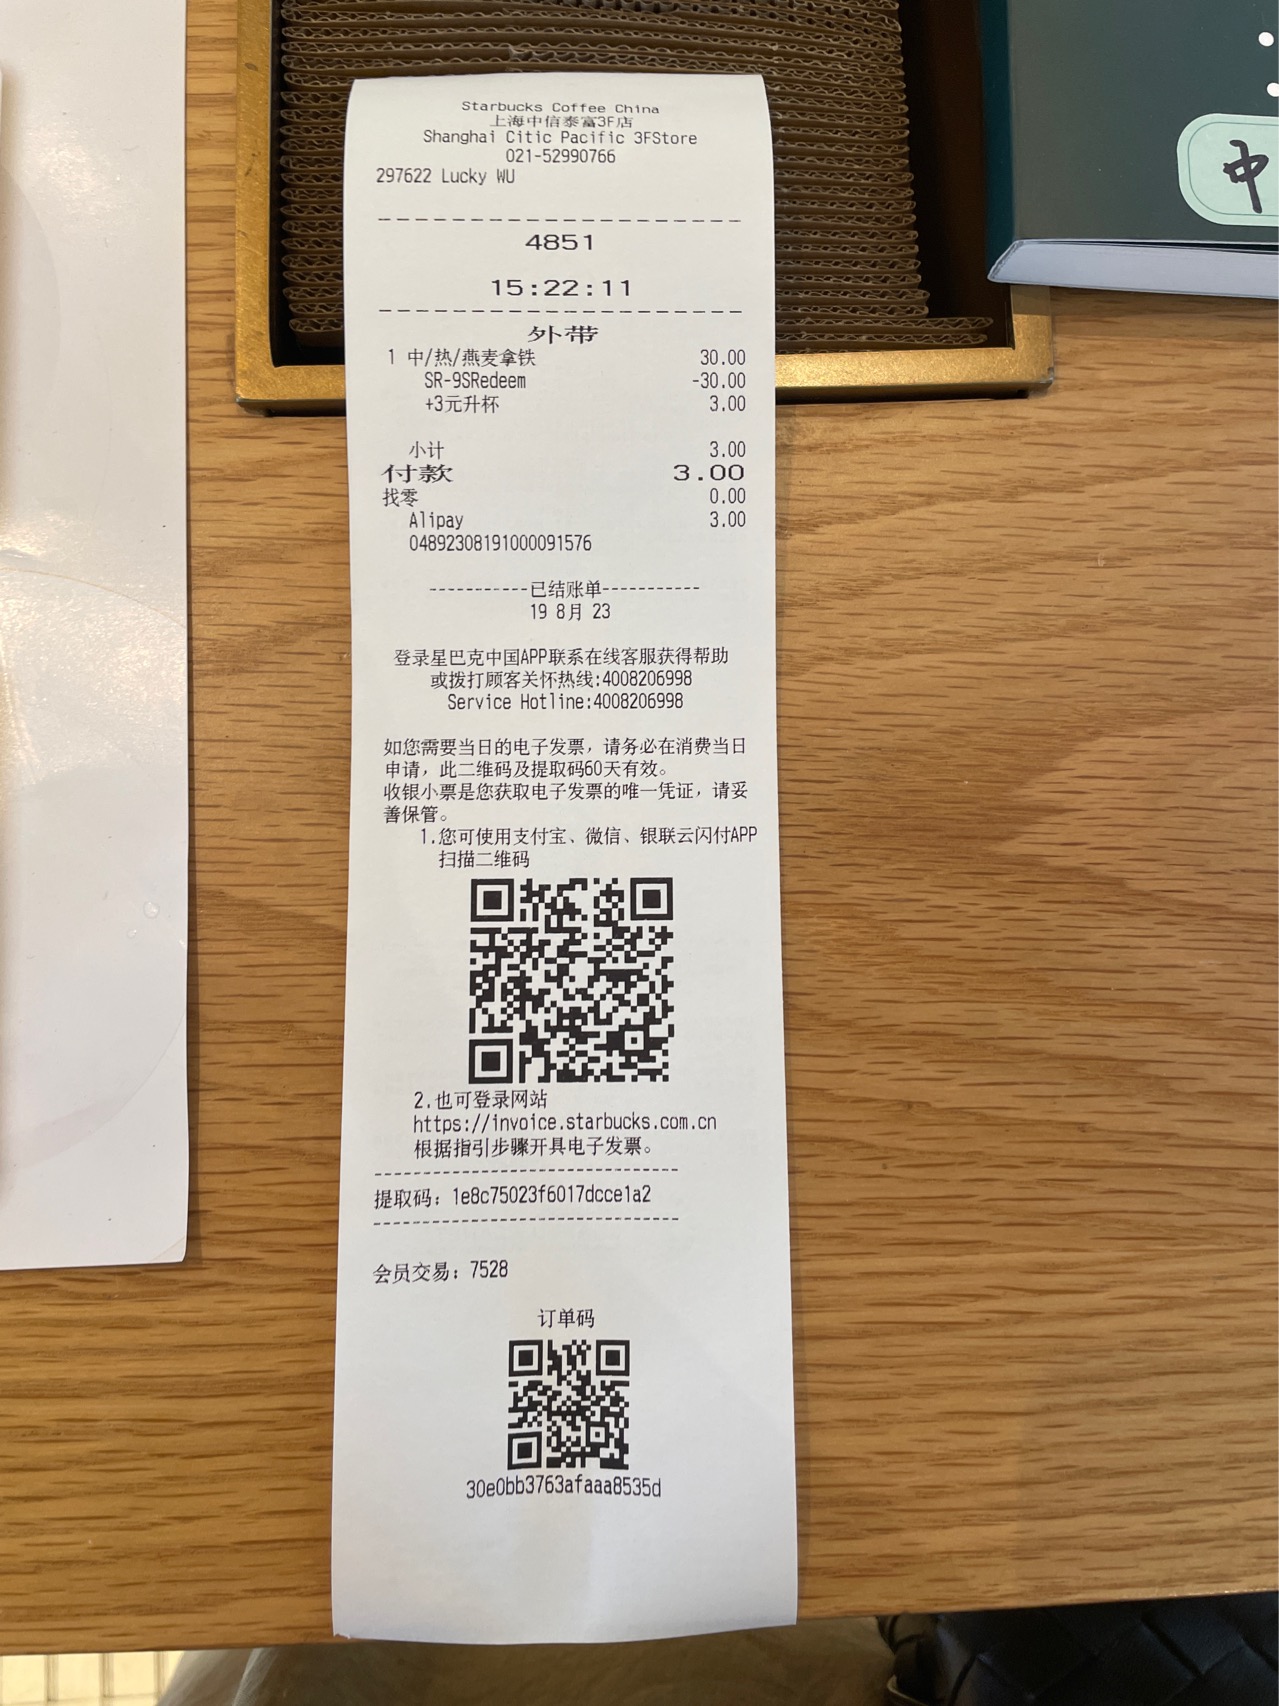 Starbucks Coffee China
上海中信泰富3F店
Shanghai Citic Pacific 3FStore
021-52990766
297622 Lucky WU
--------------------
4851
15:22:11
--------------------
外带
1 中/热/燕麦拿铁 30.00
SR-9SRedeem -30.00
+3元升杯 3.00
小计 3.00
付款 3.00
找零 0.00
Alipay 3.00
04892308191000091576
-----------已结账单-----------
19 8月 23
登录星巴克中国APP联系在线客服获得帮助
或拨打顾客关怀热线:4008206998
Service Hotline:4008206998
如您需要当日的电子发票，请务必在消费当日
申请，此二维码及提取码60天有效。
收银小票是您获取电子发票的唯一凭证，请妥
善保管。
1.您可使用支付宝、微信、银联云闪付APP
扫描二维码
2.也可登录网站
https://invoice.starbucks.com.cn
根据指引步骤开具电子发票。
--------------------------------
提取码：1e8c75023f6017dcce1a2
--------------------------------
会员交易：7528
订单码
30e0bb3763afaaa8535d
中